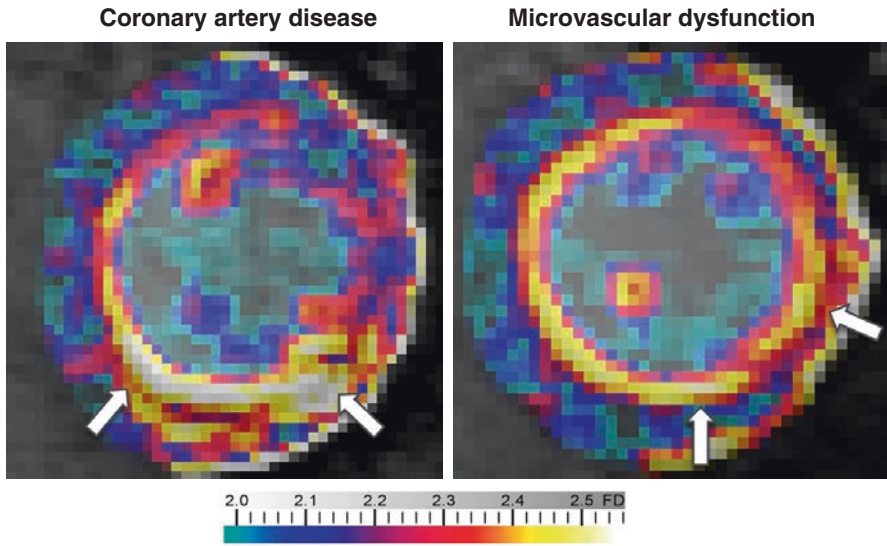 Coronary artery disease
Microvascular dysfunction
2.0 2.1 2.2 2.3 2.4 2.5 FD